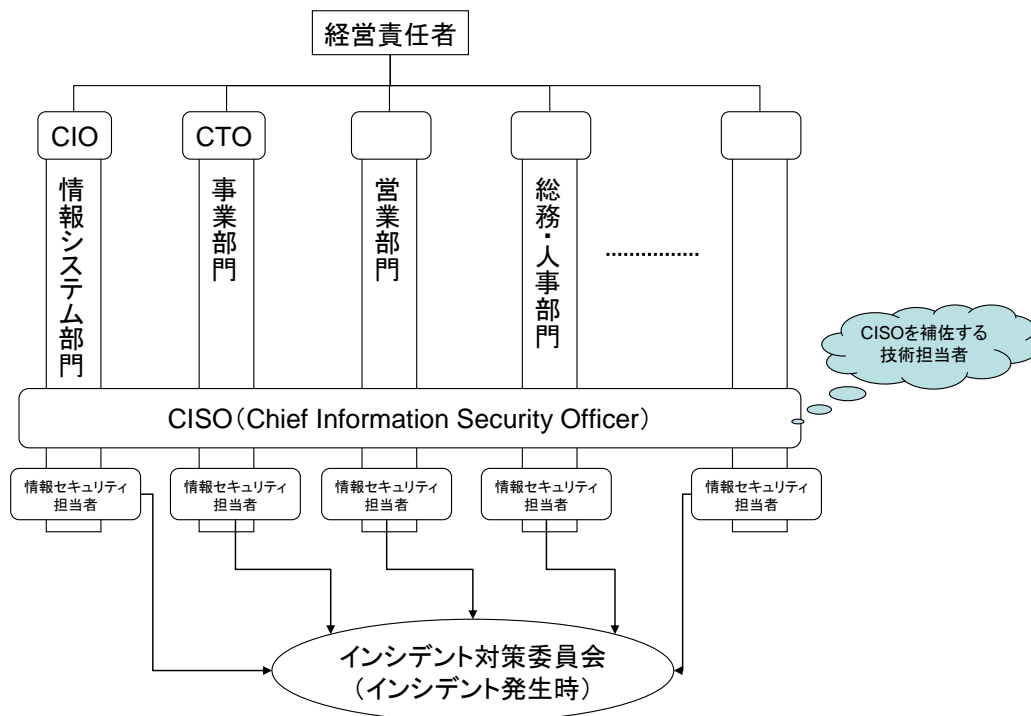 経営責任者
CIO
CTO
情報システム部門
事業部門
営業部門
総務・人事部門
CISOを補佐する
技術担当者
CISO（Chief Information Security Officer）
情報セキュリティ
担当者
情報セキュリティ
担当者
情報セキュリティ
担当者
情報セキュリティ
担当者
情報セキュリティ
担当者
インシデント対策委員会
（インシデント発生時）